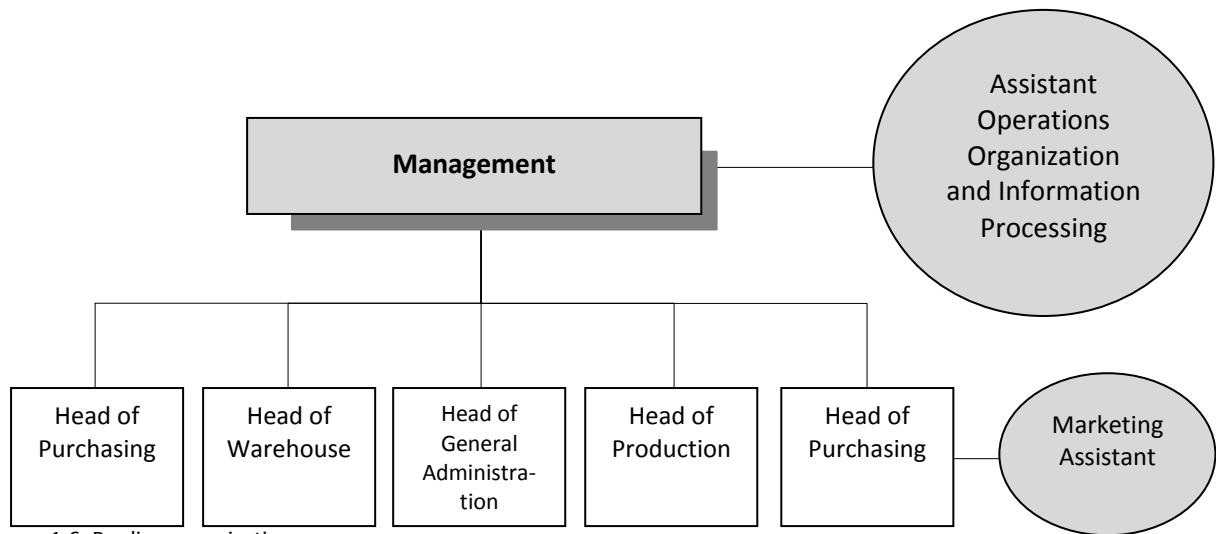 Assistant
Operations
Organization
and Information
Processing
Management
Head of
Purchasing
Head of
Warehouse
Head of
General
Administra-
tion
Head of
Production
Head of
Purchasing
Marketing
Assistant